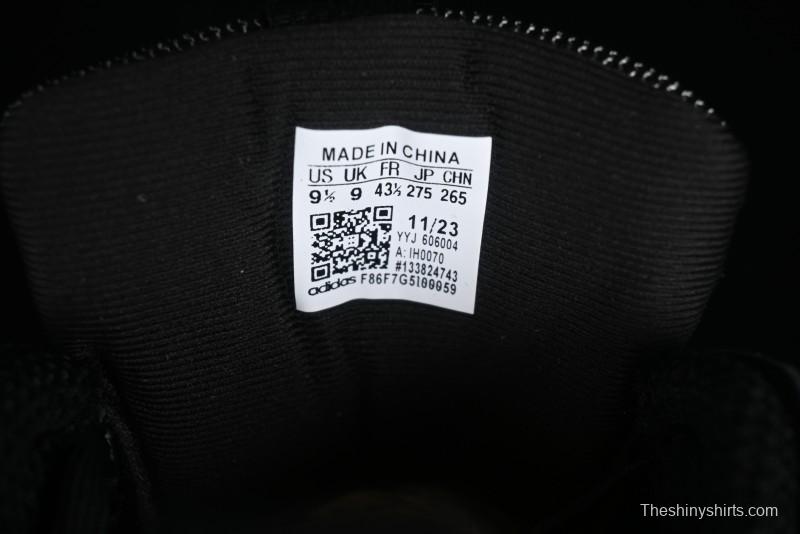 MADE IN CHINA
US UK FR JP CHN
9½ 9 43⅓ 275 265
11/23
YYJ 606004
A: IH0070
#133824743
adidas F86F7G5I00059
Theshinyshirts.com